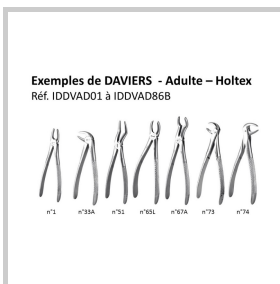 Exemples de DAVIERS - Adulte – Holtex
Réf. IDDVAD01 à IDDVAD86B
n°1 n°33A n°51 n°65L n°67A n°73 n°74